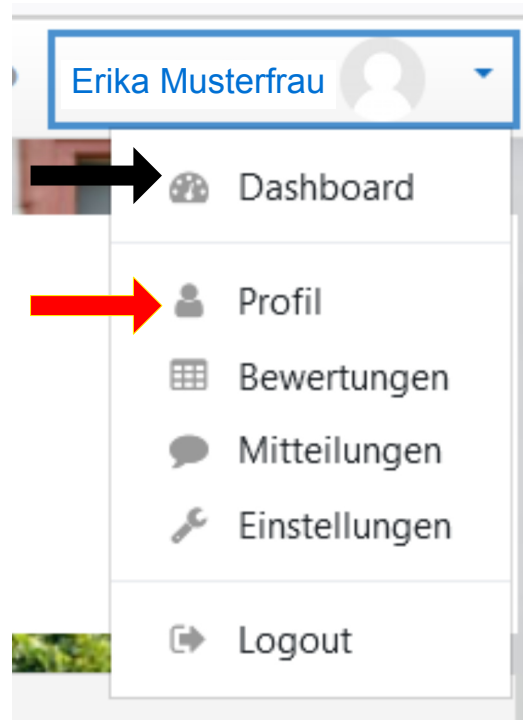 Erika Musterfrau
Dashboard
Profil
Bewertungen
Mitteilungen
Einstellungen
Logout